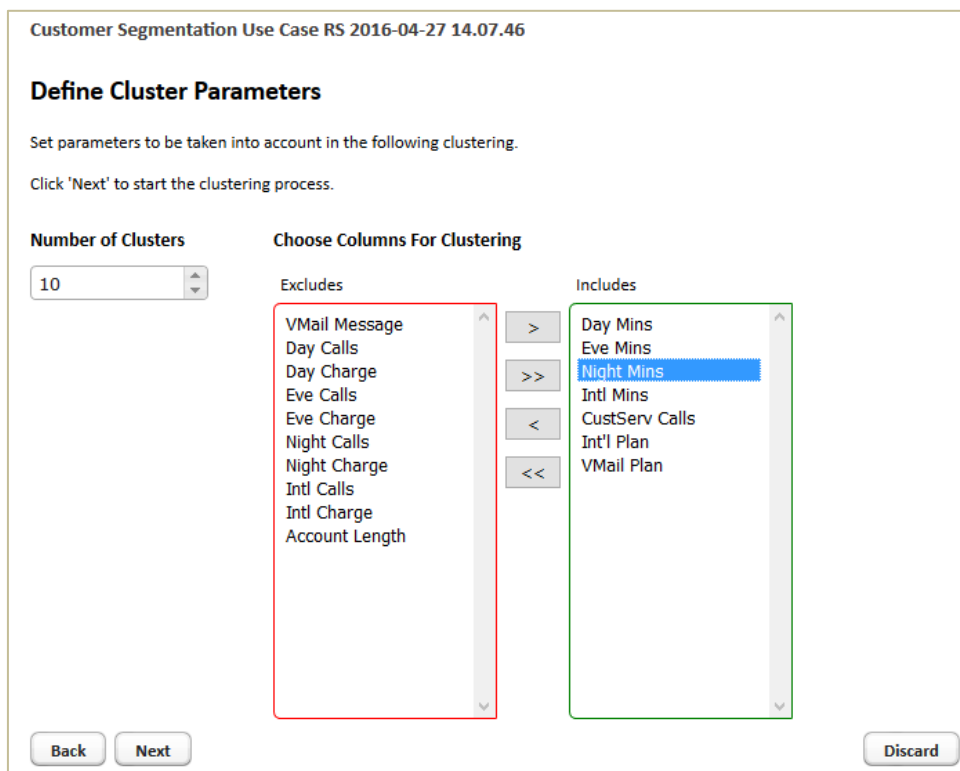 Customer Segmentation Use Case RS 2016-04-27 14.07.46
Define Cluster Parameters
Set parameters to be taken into account in the following clustering.
Click 'Next' to start the clustering process.
Number of Clusters
10
Choose Columns For Clustering
Excludes
VMail Message
Day Calls
Day Charge
Eve Calls
Eve Charge
Night Calls
Night Charge
Intl Calls
Intl Charge
Account Length
>
>>
<
<<
Includes
Day Mins
Eve Mins
Night Mins
Intl Mins
CustServ Calls
Int'l Plan
VMail Plan
Back
Next
Discard